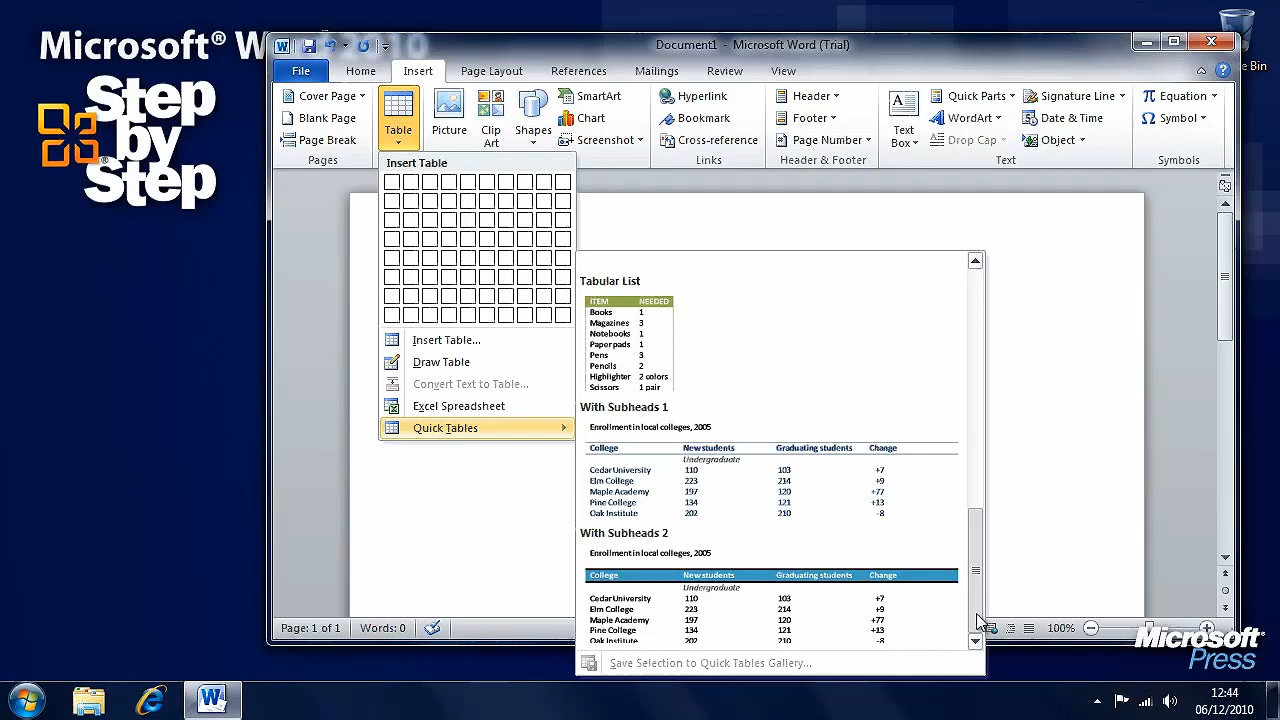 Microsoft® W 2010
Step
by
Step
Document1 - Microsoft Word (Trial)
e Bin
File Home Insert Page Layout References Mailings Review View
Cover Page
Blank Page
Page Break
Pages
Table
Picture
Clip Art
Shapes
SmartArt
Chart
Screenshot
Hyperlink
Bookmark
Cross-reference
Links
Header
Footer
Page Number
Header & Footer
Text Box
Quick Parts
WordArt
Drop Cap
Signature Line
Date & Time
Object
Text
Equation
Symbol
Symbols
Insert Table
Insert Table...
Draw Table
Convert Text to Table...
Excel Spreadsheet
Quick Tables
Tabular List
ITEM NEEDED
Books 1
Magazines 3
Notebooks 1
Paper pads 1
Pens 3
Pencils 2
Highlighter 2 colors
Scissors 1 pair
With Subheads 1
Enrollment in local colleges, 2005
College New students Graduating students Change
Undergraduate
Cedar University 110 103 +7
Elm College 223 214 +9
Maple Academy 197 120 +77
Pine College 134 121 +13
Oak Institute 202 210 -8
With Subheads 2
Enrollment in local colleges, 2005
College New students Graduating students Change
Undergraduate
Cedar University 110 103 +7
Elm College 223 214 +9
Maple Academy 197 120 +77
Pine College 134 121 +13
Oak Institute 202 210 -8
Save Selection to Quick Tables Gallery...
Page: 1 of 1 Words: 0 100%
Microsoft®
Press
12:44
06/12/2010